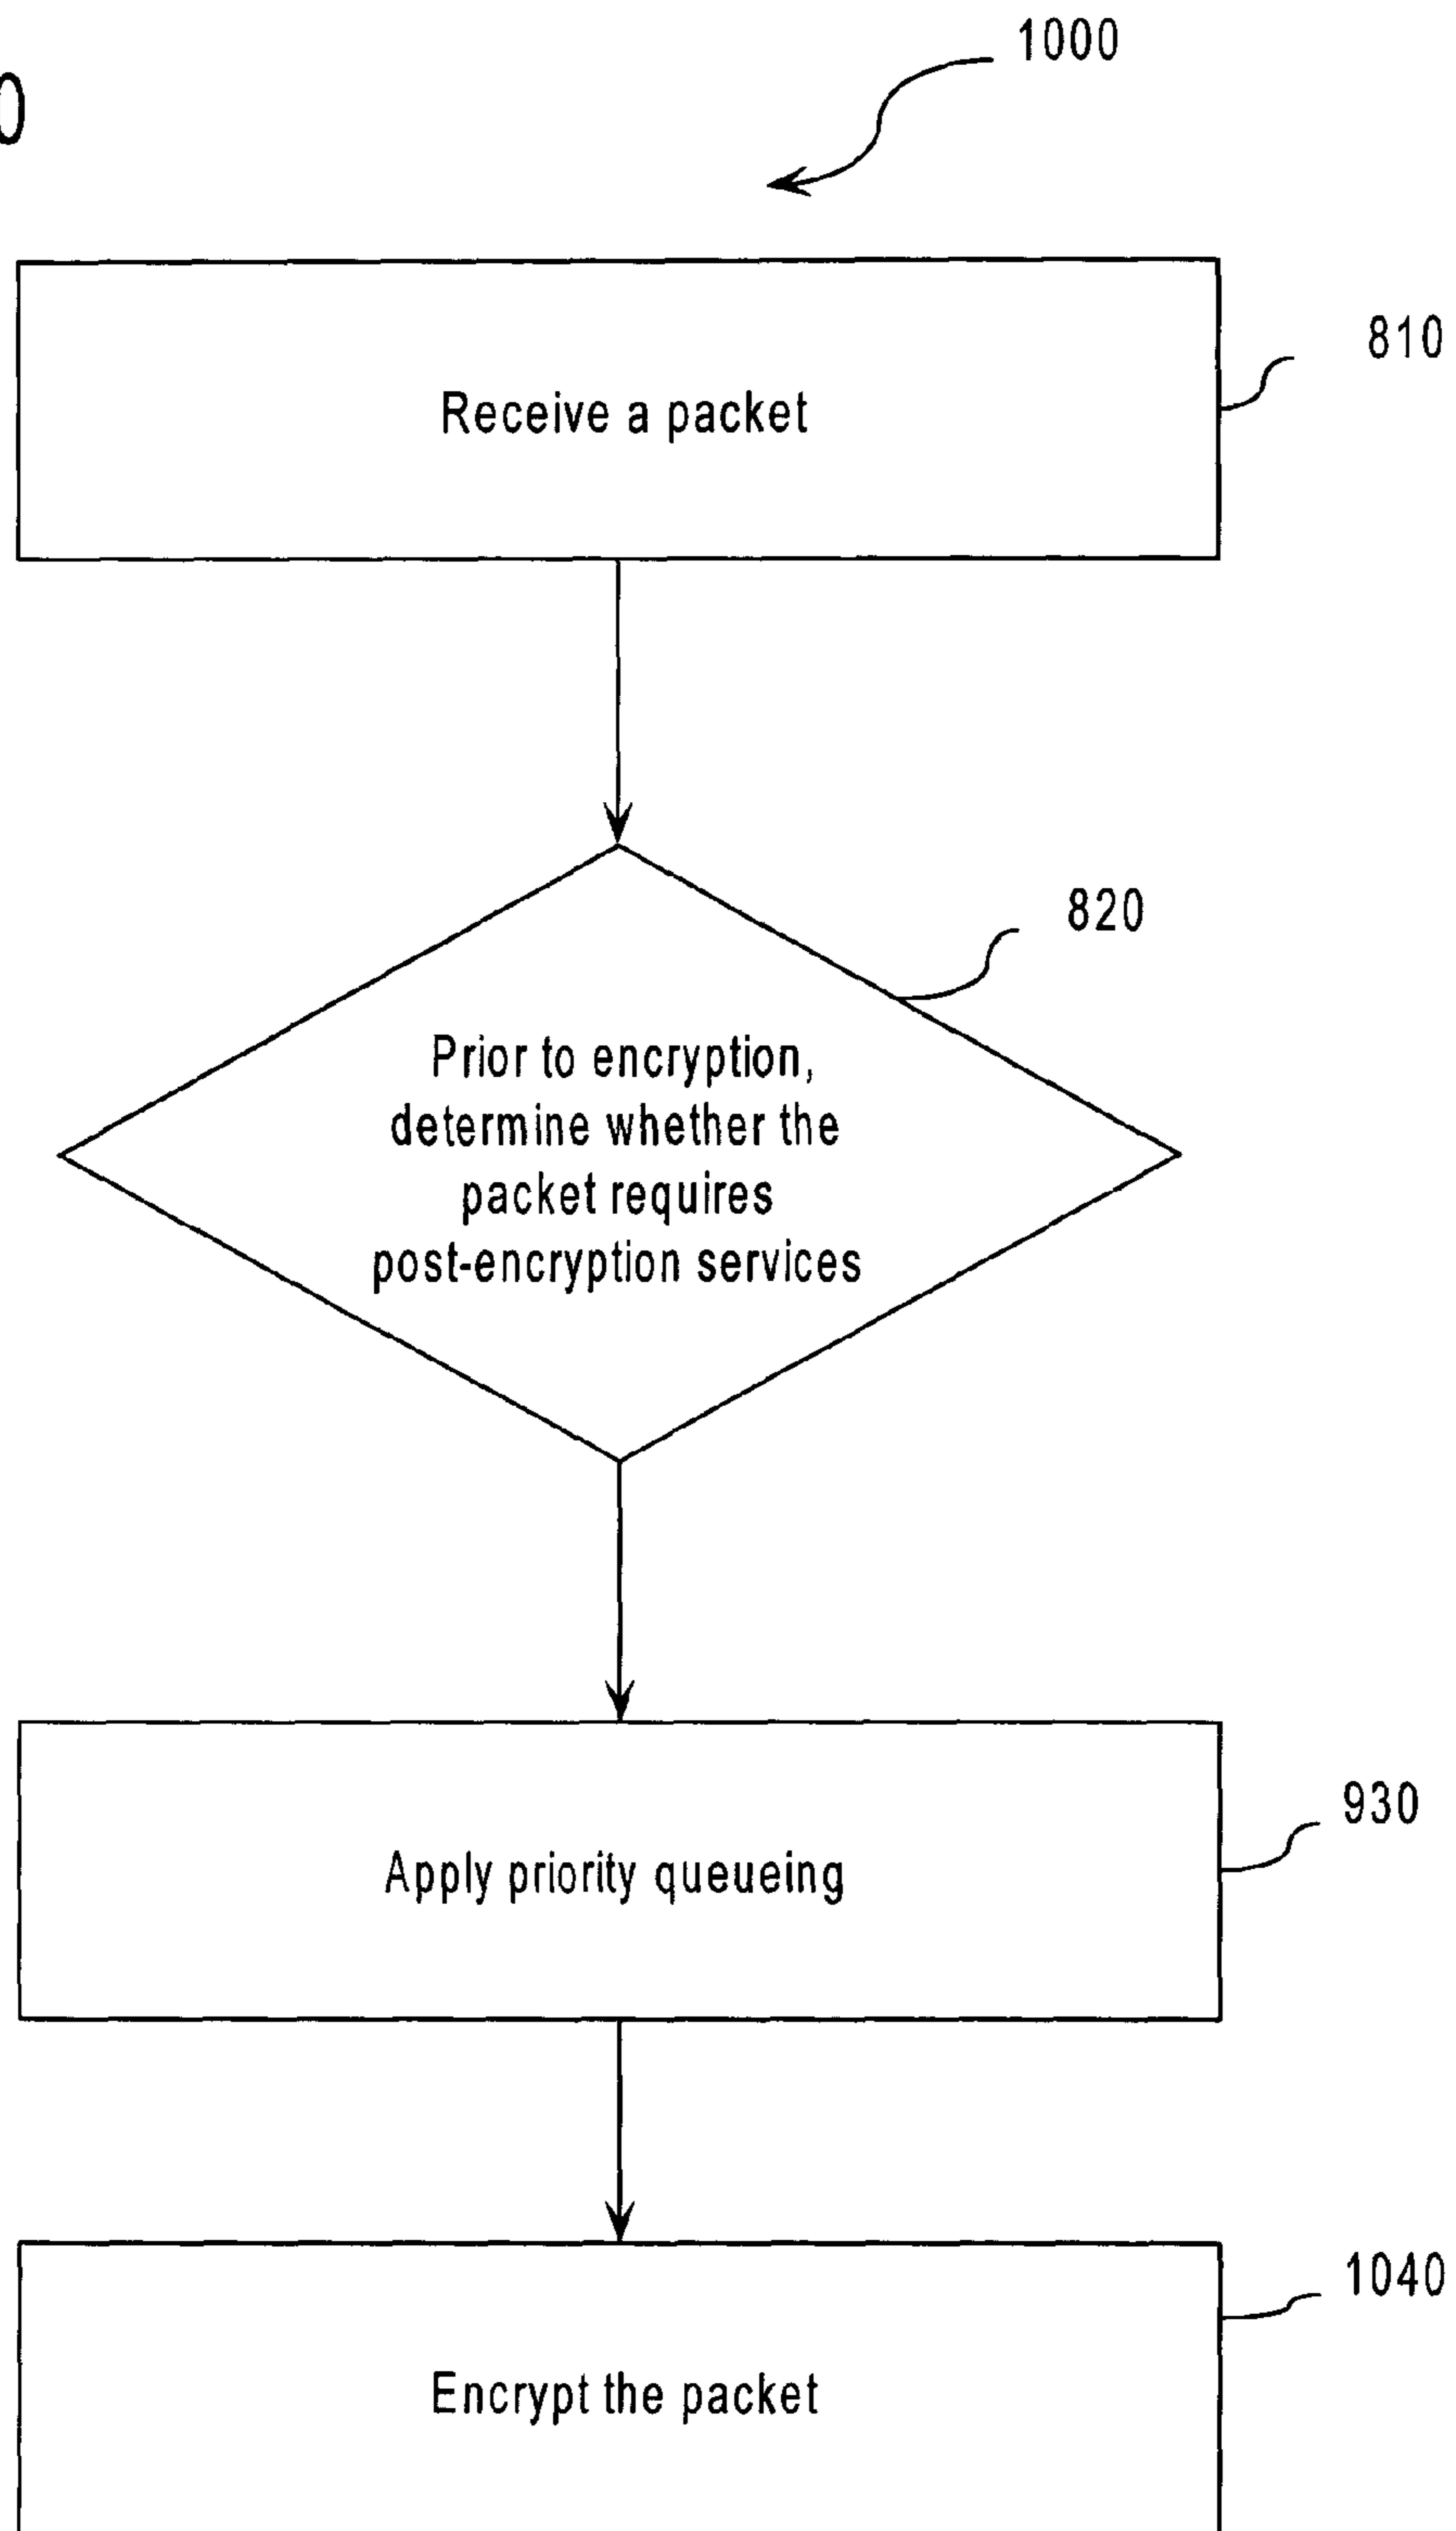 1000
0
810
Receive a packet
820
Prior to encryption,
determine whether the
packet requires
post-encryption services
930
Apply priority queueing
1040
Encrypt the packet